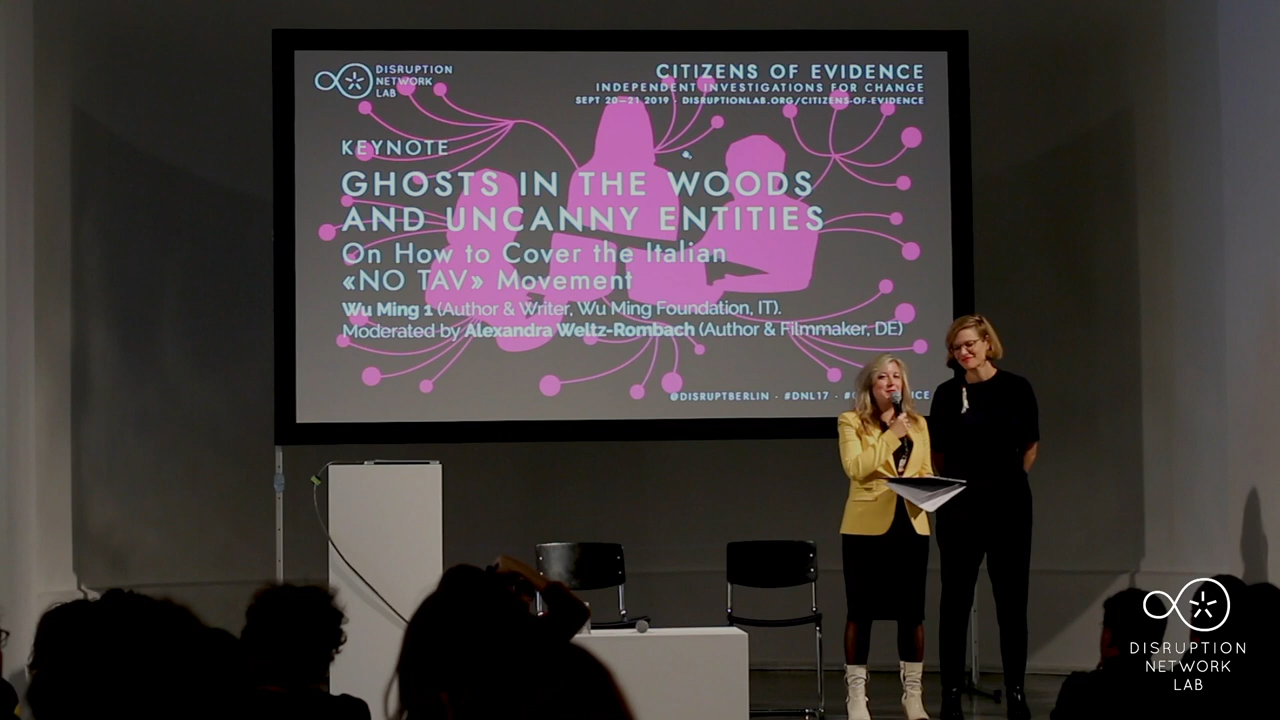 DISRUPTION
NETWORK
LAB
CITIZENS OF EVIDENCE
INDEPENDENT INVESTIGATIONS FOR CHANGE
SEPT 20–21 2019 · DISRUPTIONLAB.ORG/CITIZENS-OF-EVIDENCE
KEYNOTE
GHOSTS IN THE WOODS
AND UNCANNY ENTITIES
On How to Cover the Italian
«NO TAV» Movement
Wu Ming 1 (Author & Writer, Wu Ming Foundation, IT).
Moderated by Alexandra Weltz-Rombach (Author & Filmmaker, DE)
@DISRUPTBERLIN · #DNL17 ·
DISRUPTION
NETWORK
LAB